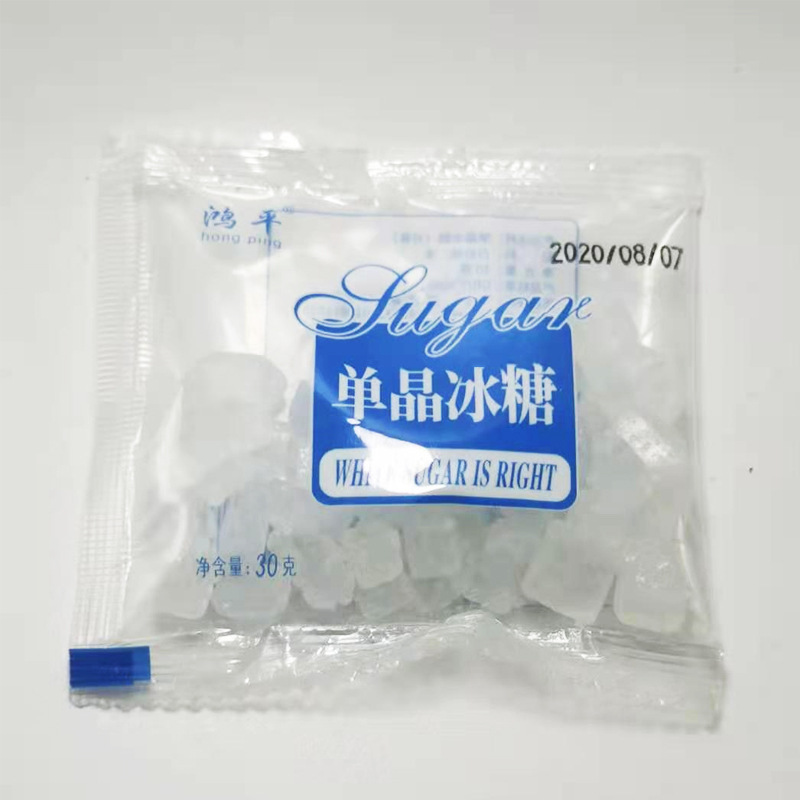 鸿平®
hong ping
2020/08/07
Sugar
单晶冰糖
WHITE SUGAR IS RIGHT
净含量:30克